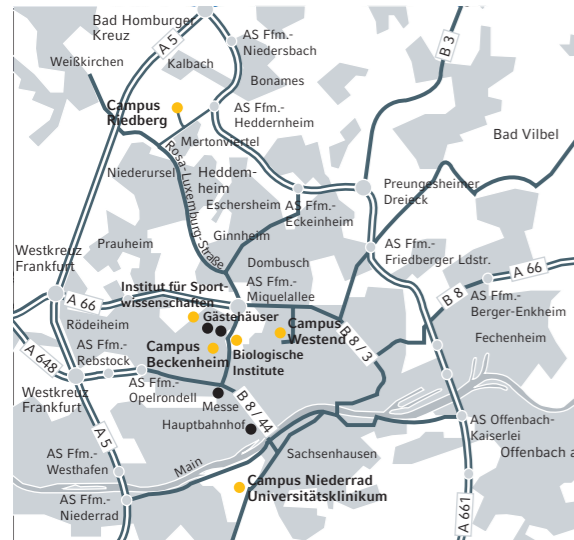 Bad Homburger
Kreuz
A 5
AS Ffm.-
Niedersbach
B 3
Weißkirchen
Kalbach
Bonames
Campus
Riedberg
AS Ffm.-
Heddernheim
Mertonviertel
Bad Vilbel
Rosa-Luxemburg-Straße
Niederursel
Heddem-
heim
Eschersheim
AS Ffm.-
Eckeinheim
Preungesheimer
Dreieck
Ginnheim
Prauheim
Dombusch
AS Ffm.-
Friedberger Ldstr.
Westkreuz
Frankfurt
A 66
Institut für Sport-
wissenschaften
AS Ffm.-
Miquelallee
A 66
B 8
AS Ffm.-
Berger-Enkheim
Rödeiheim
Gästehäuser
Campus
Westend
B 8 / 3
Fechenheim
A 648
AS Ffm.-
Rebstock
Campus
Beckenheim
Biologische
Institute
Westkreuz
Frankfurt
AS Ffm.-
Opelrondell
Messe
B 8 / 44
Hauptbahnhof
AS Offenbach-
Kaiserlei
A 5
AS Ffm.-
Westhafen
Main
Sachsenhausen
Offenbach a
Campus Niederrad
Universitätsklinikum
AS Ffm.-
Niederrad
A 661